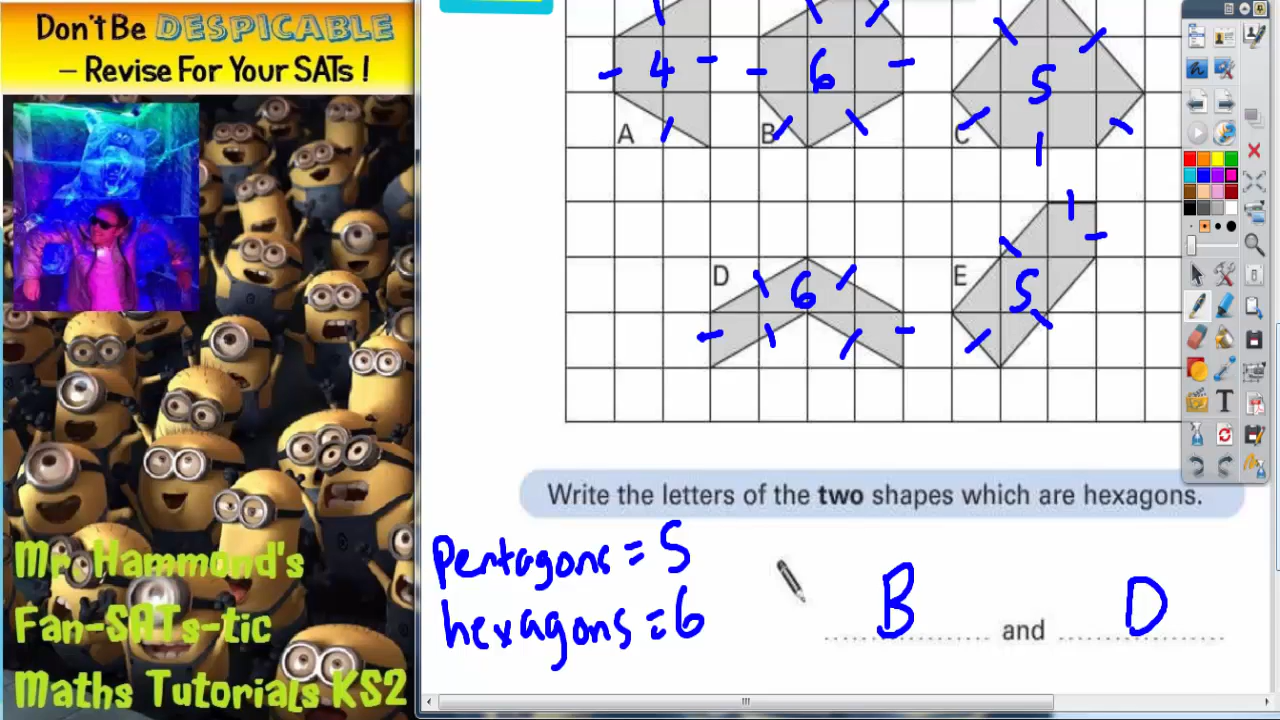 Don't Be DESPICABLE
– Revise For Your SATs !
4
6
5
A
B
C
D
6
E
5
Write the letters of the two shapes which are hexagons.
pentagons = 5
hexagons = 6
B and D
Mr Hammond's
Fan-SATs-tic
Maths Tutorials KS2